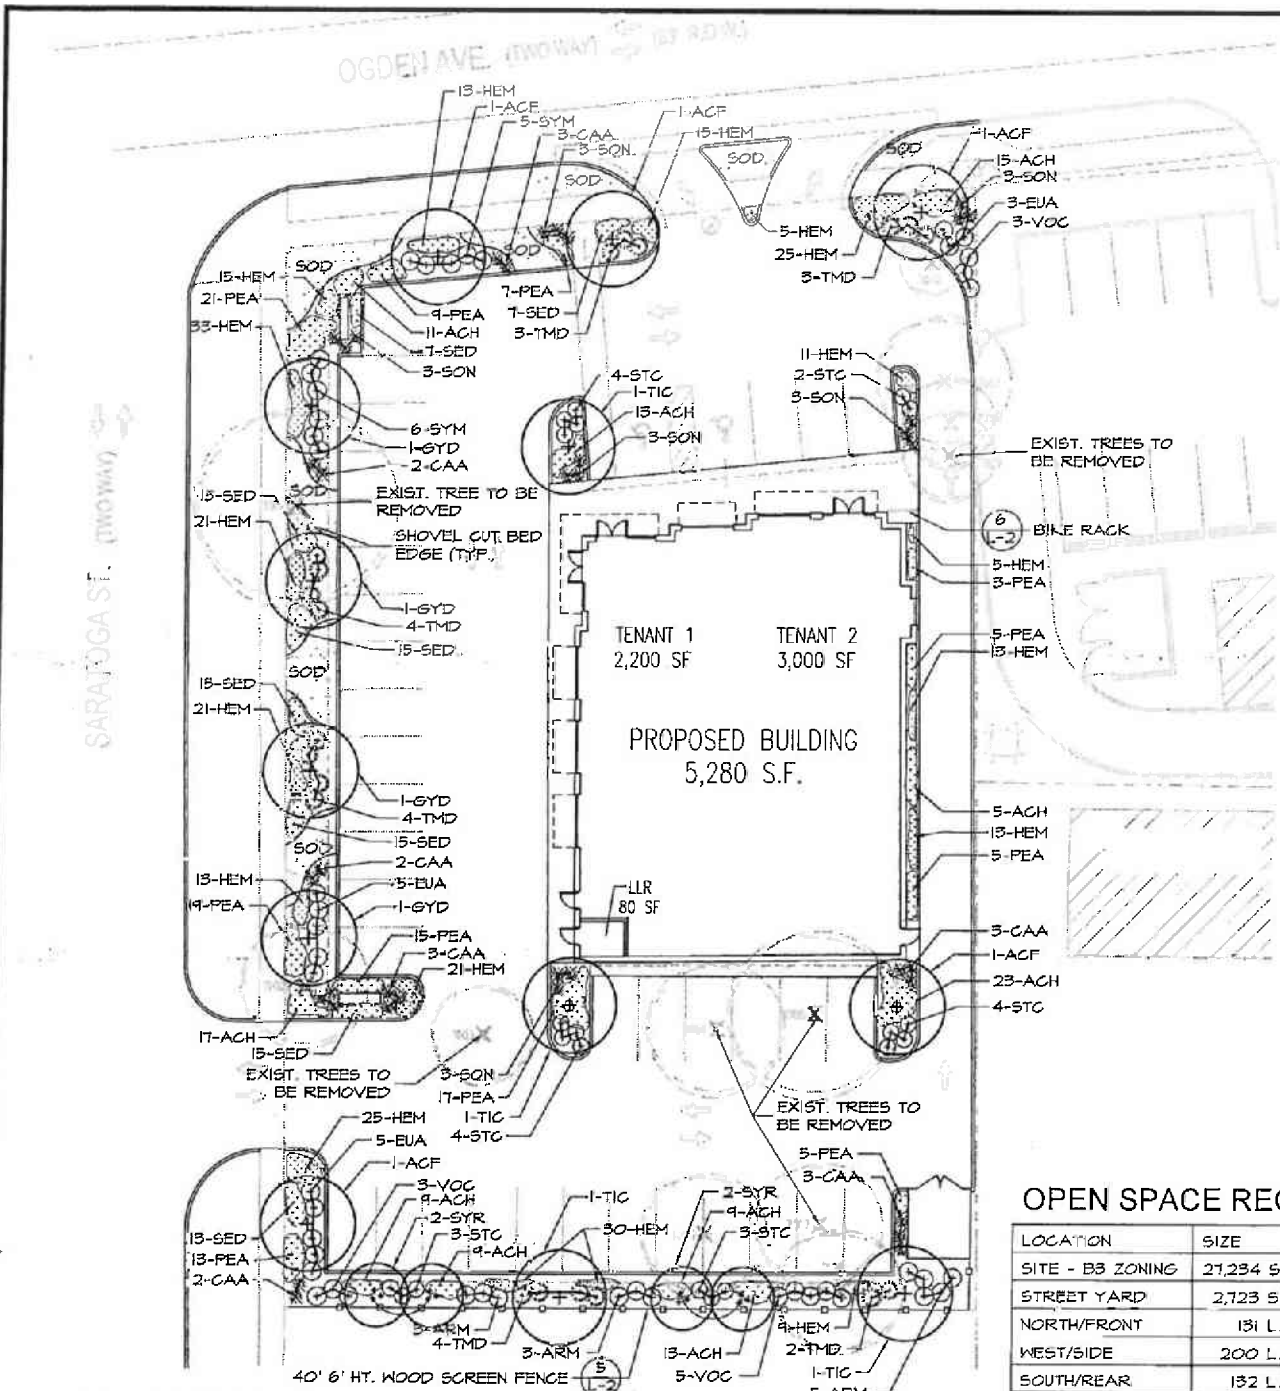 OGDEN AVE. (TWO WAY)
13-HEM
1-ACF
5-SYM
3-CAA
3-SON
1-ACF
15-HEM
SOD
SOD
SOD
1-ACF
15-ACH
3-SON
3-EUA
3-VOC
5-HEM
25-HEM
3-TMD
SOD
15-HEM
SOD
21-PEA
33-HEM
7-PEA
9-PEA
7-SED
11-ACH
3-TMD
7-SED
3-SON
4-STC
1-TIC
13-ACH
3-SON
11-HEM
2-STC
3-SON
6-SYM
1-GYD
2-CAA
EXIST. TREES TO
BE REMOVED
SARATOGA ST. (TWO WAY)
15-SED
SOD
21-HEM
EXIST. TREE TO BE
REMOVED
SHOVEL CUT BED
EDGE (TYP.)
6
L-2
BIKE RACK
5-HEM
3-PEA
1-GYD
4-TMD
15-SED
SOD
TENANT 1
2,200 SF
TENANT 2
3,000 SF
5-PEA
13-HEM
15-SED
21-HEM
PROPOSED BUILDING
5,280 S.F.
1-GYD
4-TMD
15-SED
SOD
2-CAA
5-ACH
13-HEM
5-PEA
13-HEM
19-PEA
5-EUA
1-GYD
LLR
80 SF
15-PEA
3-CAA
21-HEM
3-CAA
1-ACF
23-ACH
4-STC
17-ACH
15-SED
EXIST. TREES TO
BE REMOVED
3-SON
17-PEA
1-TIC
4-STC
EXIST. TREES TO
BE REMOVED
25-HEM
5-EUA
1-ACF
3-VOC
9-ACH
2-SYR
3-STC
9-ACH
1-TIC
30-HEM
2-SYR
9-ACH
3-STC
5-PEA
3-CAA
13-SED
13-PEA
2-CAA
3-ARM
4-TMD
3-ARM
13-ACH
5-VOC
9-HEM
2-TMD
1-TIC
40' 6' HT. WOOD SCREEN FENCE
5
L-2
OPEN SPACE
LOCATION SIZE
SITE - B3 ZONING 27,234 S
STREET YARD 2,723 S
NORTH/FRONT 131 L.
WEST/SIDE 200 L.
SOUTH/REAR 132 L.